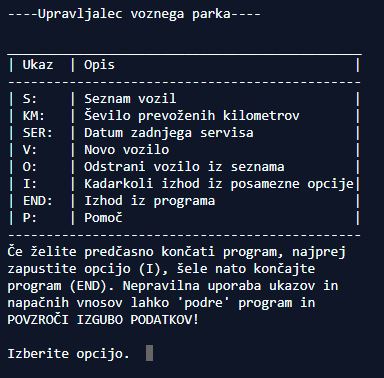 ----Upravljalec voznega parka----
| Ukaz | Opis |
| S: | Seznam vozil |
| KM: | Ševilo prevoženih kilometrov |
| SER: | Datum zadnjega servisa |
| V: | Novo vozilo |
| O: | Odstrani vozilo iz seznama |
| I: | Kadarkoli izhod iz posamezne opcije|
| END: | Izhod iz programa |
| P: | Pomoč |
Če želite predčasno končati program, najprej
zapustite opcijo (I), šele nato končajte
program (END). Nepravilna uporaba ukazov in
napačnih vnosov lahko 'podre' program in
POVZROČI IZGUBO PODATKOV!
Izberite opcijo.